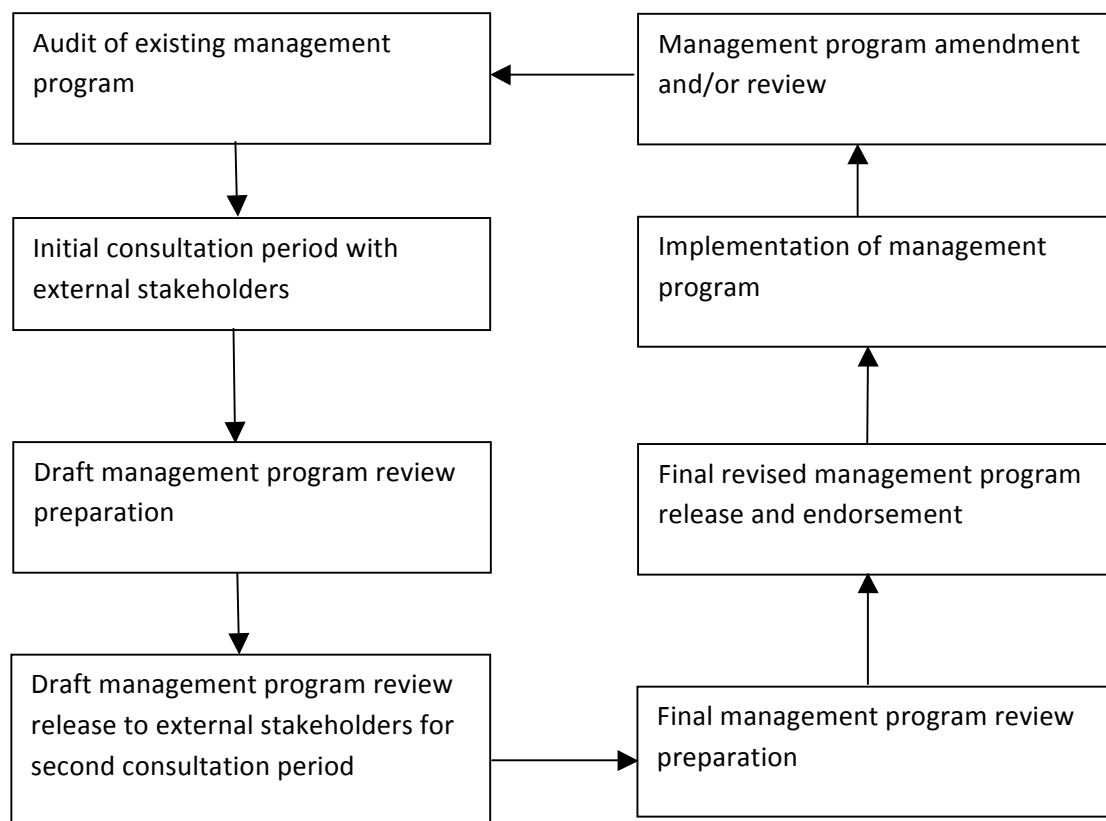 Audit of existing management
program
Initial consultation period with
external stakeholders
Draft management program review
preparation
Draft management program review
release to external stakeholders for
second consultation period
Final management program review
preparation
Final revised management program
release and endorsement
Implementation of management
program
Management program amendment
and/or review